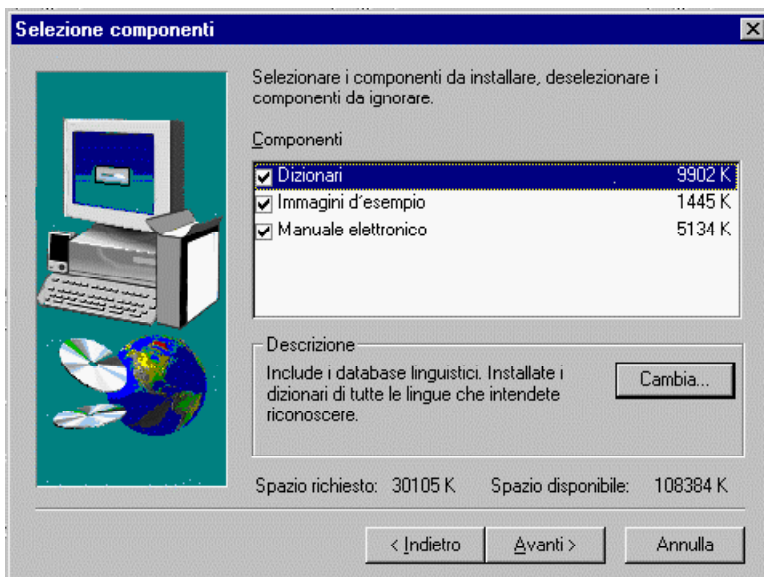 Selezione componenti
Selezionare i componenti da installare, deselezionare i
componenti da ignorare.
Componenti
Dizionari 9902 K
Immagini d'esempio 1445 K
Manuale elettronico 5134 K
Descrizione
Include i database linguistici. Installate i
dizionari di tutte le lingue che intendete
riconoscere.
Cambia...
Spazio richiesto: 30105 K Spazio disponibile: 108384 K
< Indietro Avanti > Annulla